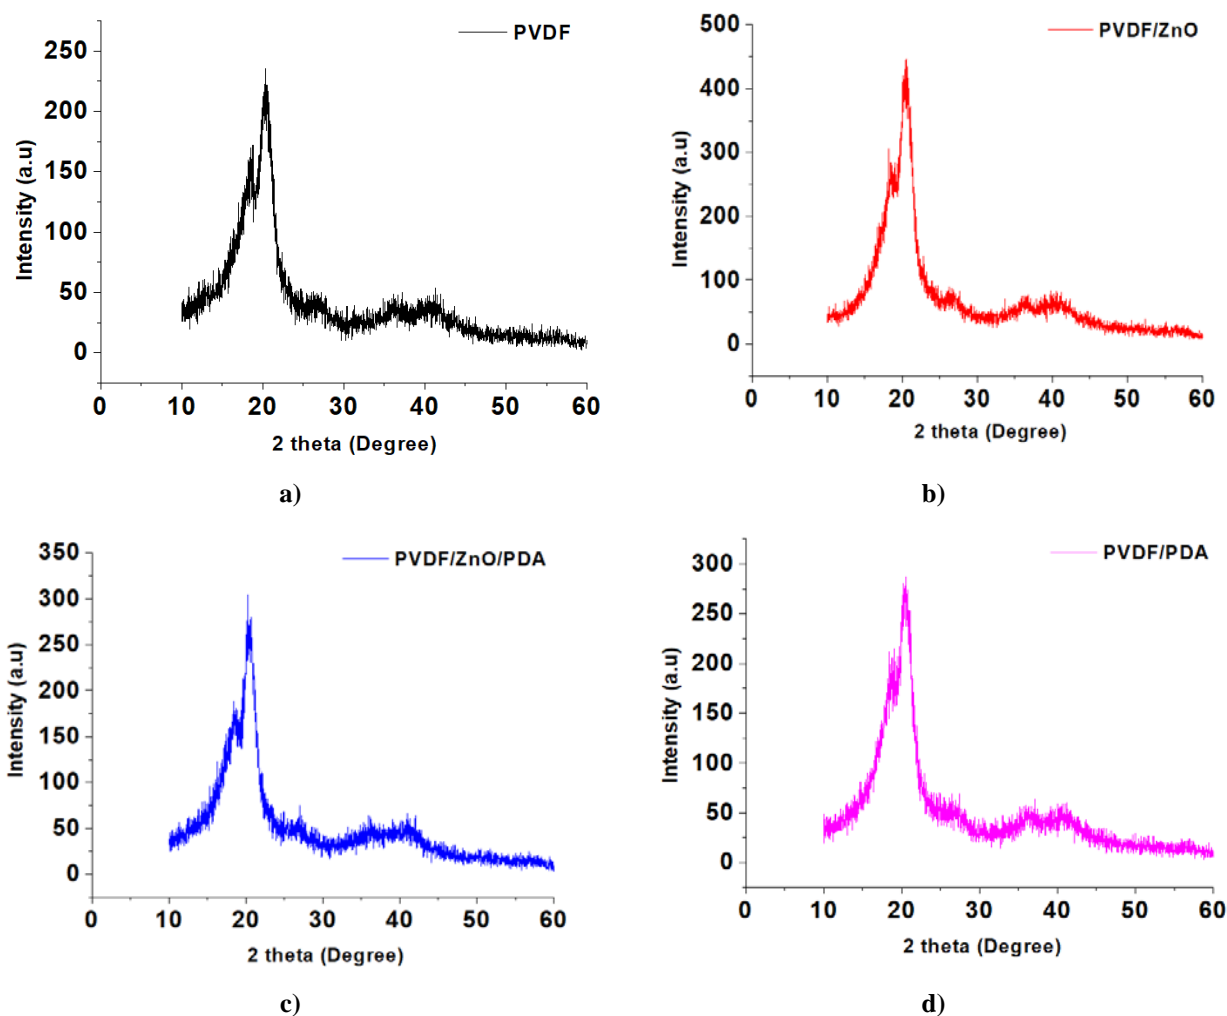 PVDF
250
200
150
100
50
0
Intensity (a.u)
0 10 20 30 40 50 60
2 theta (Degree)
a)
PVDF/ZnO
500
400
300
200
100
0
Intensity (a.u)
0 10 20 30 40 50 60
2 theta (Degree)
b)
PVDF/ZnO/PDA
350
300
250
200
150
100
50
0
Intensity (a.u)
0 10 20 30 40 50 60
2 theta (Degree)
c)
PVDF/PDA
300
250
200
150
100
50
0
Intensity (a.u)
0 10 20 30 40 50 60
2 theta (Degree)
d)